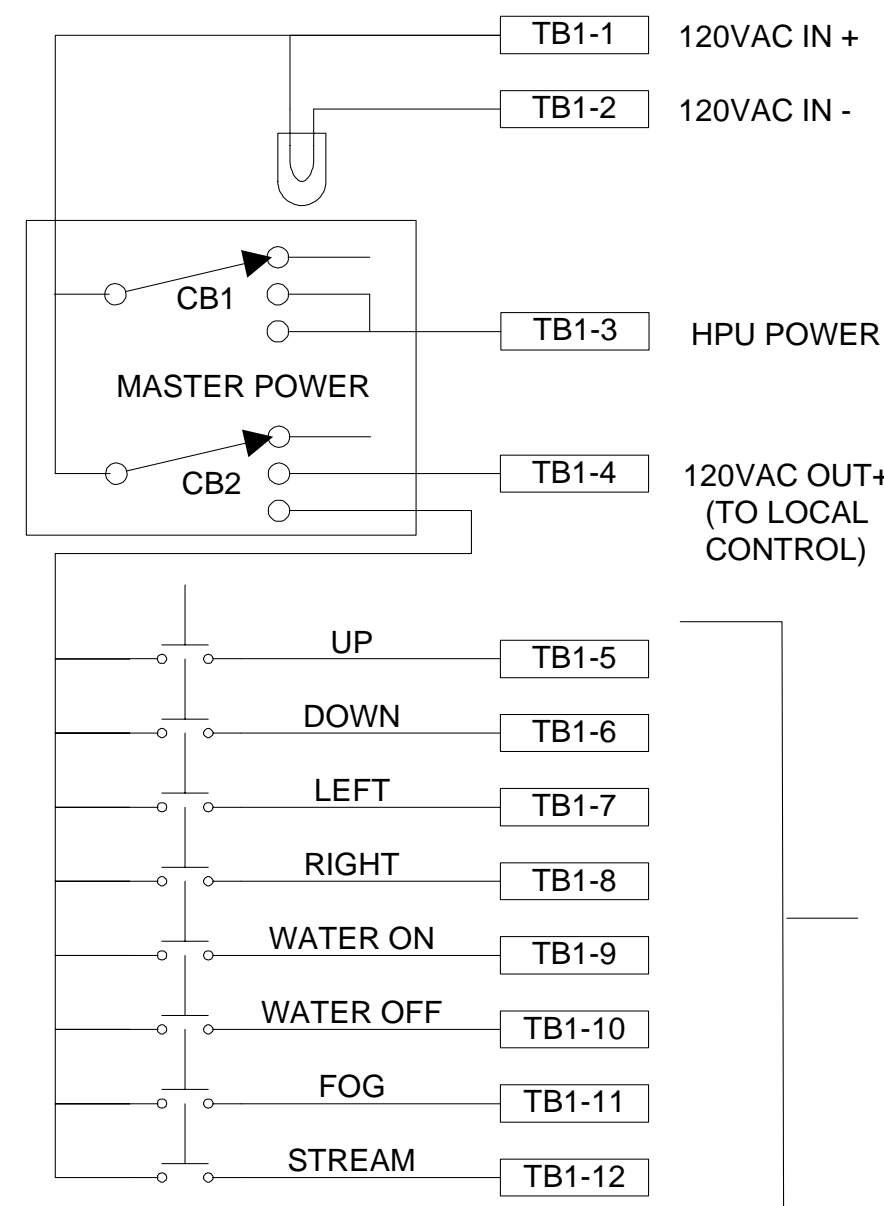 TB1-1 120VAC IN +
TB1-2 120VAC IN -
CB1
TB1-3 HPU POWER
MASTER POWER
CB2
TB1-4 120VAC OUT+
(TO LOCAL
CONTROL)
UP TB1-5
DOWN TB1-6
LEFT TB1-7
RIGHT TB1-8
WATER ON TB1-9
WATER OFF TB1-10
FOG TB1-11
STREAM TB1-12